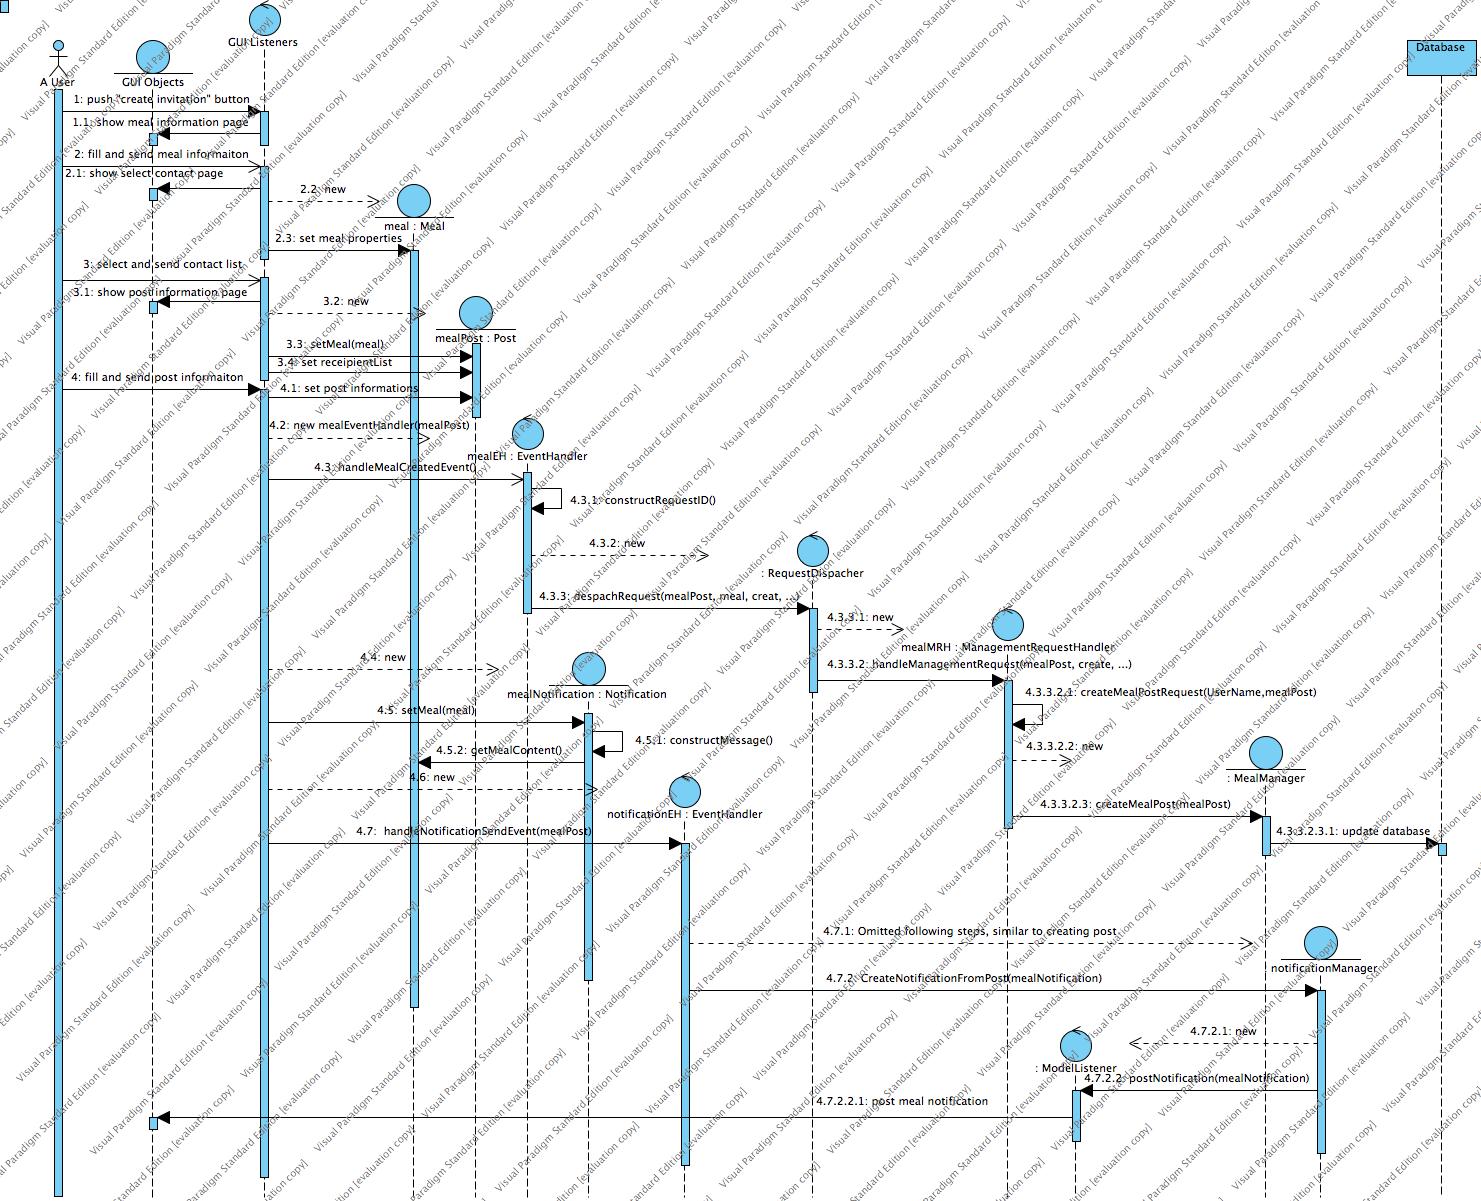 GUI Listeners
Database
A User
GUI Objects
1: push "create invitation" button
1.1: show meal information page
2: fill and send meal informaiton
2.1: show select contact page
2.2: new
meal : Meal
2.3: set meal properties
3: select and send contact list
3.1: show post information page
3.2: new
mealPost : Post
3.3: setMeal(meal)
3.4: set receipientList
4: fill and send post informaiton
4.1: set post informations
4.2: new mealEventHandler(mealPost)
mealEH : EventHandler
4.3: handleMealCreatedEvent()
4.3.1: constructRequestID()
4.3.2: new
: RequestDispacher
4.3.3: despachRequest(mealPost, meal, creat, ...)
4.3.3.1: new
mealMRH : ManagementRequestHandler
4.4: new
4.3.3.2: handleManagementRequest(mealPost, create, ...)
mealNotification : Notification
4.3.3.2.1: createMealPostRequest(UserName,mealPost)
4.5: setMeal(meal)
4.5.1: constructMessage()
4.5.2: getMealContent()
4.3.3.2.2: new
4.6: new
: MealManager
4.3.3.2.3: createMealPost(mealPost)
notificationEH : EventHandler
4.7: handleNotificationSendEvent(mealPost)
4.3.3.2.3.1: update database
4.7.1: Omitted following steps, similar to creating post
notificationManager
4.7.2: CreateNotificationFromPost(mealNotification)
4.7.2.1: new
: ModelListener
4.7.2.2: postNotification(mealNotification)
4.7.2.2.1: post meal notification
Visual Paradigm Standard Edition [evaluation copy]